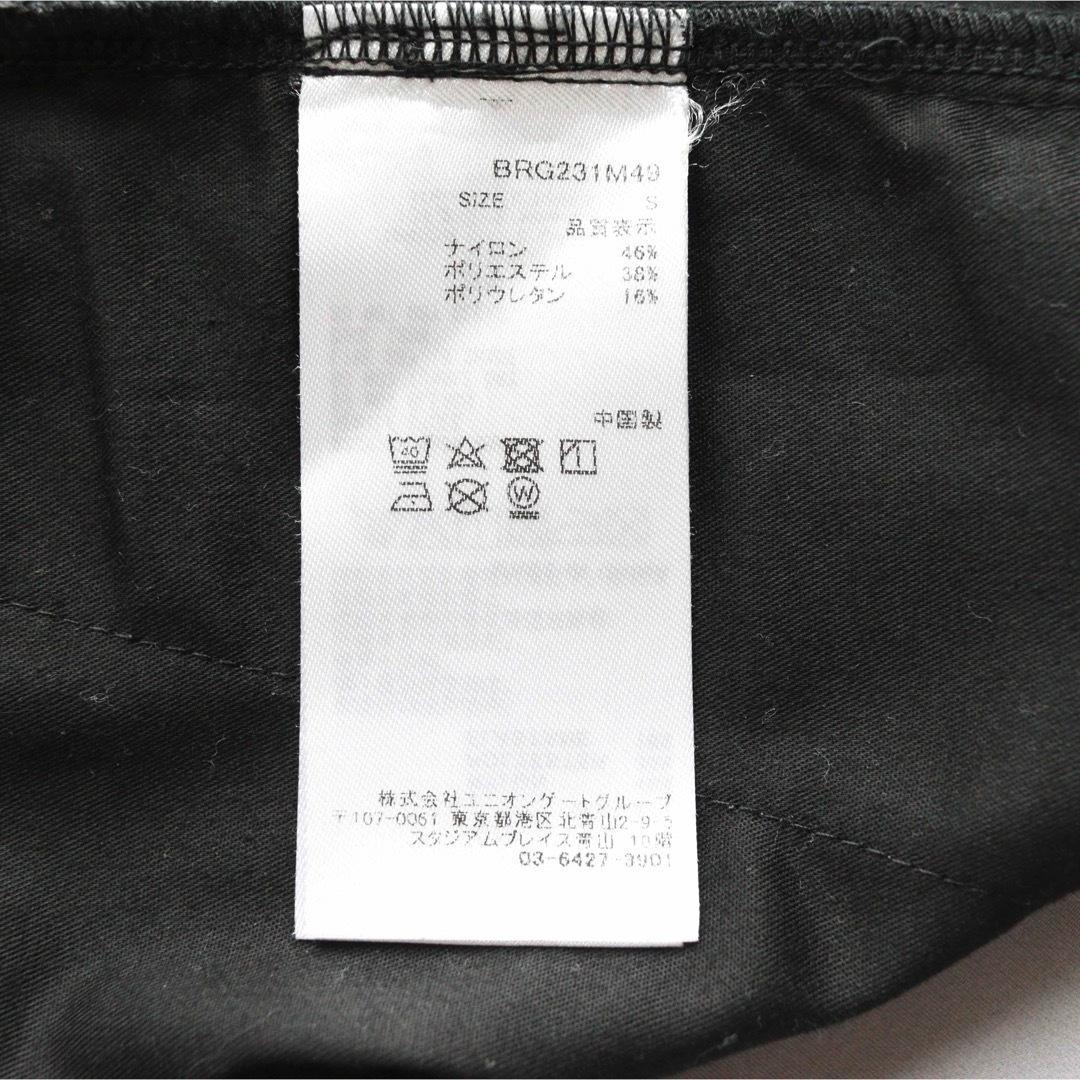 BRG231M49
SIZE S
品質表示
ナイロン 46%
ポリエステル 38%
ポリウレタン 16%
中国製
40
W
株式会社ユニオンゲートグループ
〒107-0061 東京都港区北青山2-9-5
スタジアムプレイス青山 10階
03-6427-3901